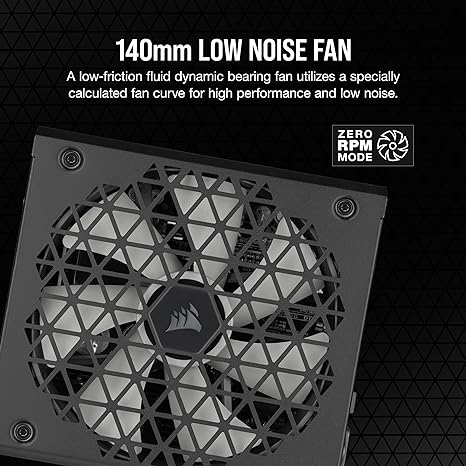 140mm LOW NOISE FAN
A low-friction fluid dynamic bearing fan utilizes a specially
calculated fan curve for high performance and low noise.
ZERO
RPM
MODE